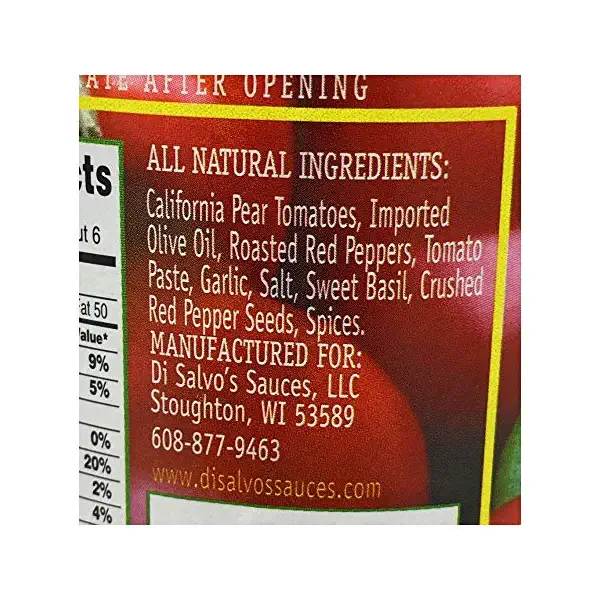 AFTER OPENING
cts
ut 6
Fat 50
Value*
9%
5%
0%
20%
2%
4%
ALL NATURAL INGREDIENTS:
California Pear Tomatoes, Imported
Olive Oil, Roasted Red Peppers, Tomato
Paste, Garlic, Salt, Sweet Basil, Crushed
Red Pepper Seeds, Spices.
MANUFACTURED FOR:
Di Salvo's Sauces, LLC
Stoughton, WI 53589
608-877-9463
www.disalvossauces.com